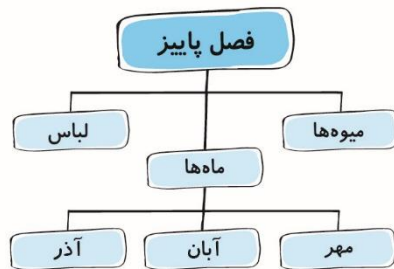 فصل پاییز
میوه‌ها
لباس
ماه‌ها
مهر
آبان
آذر